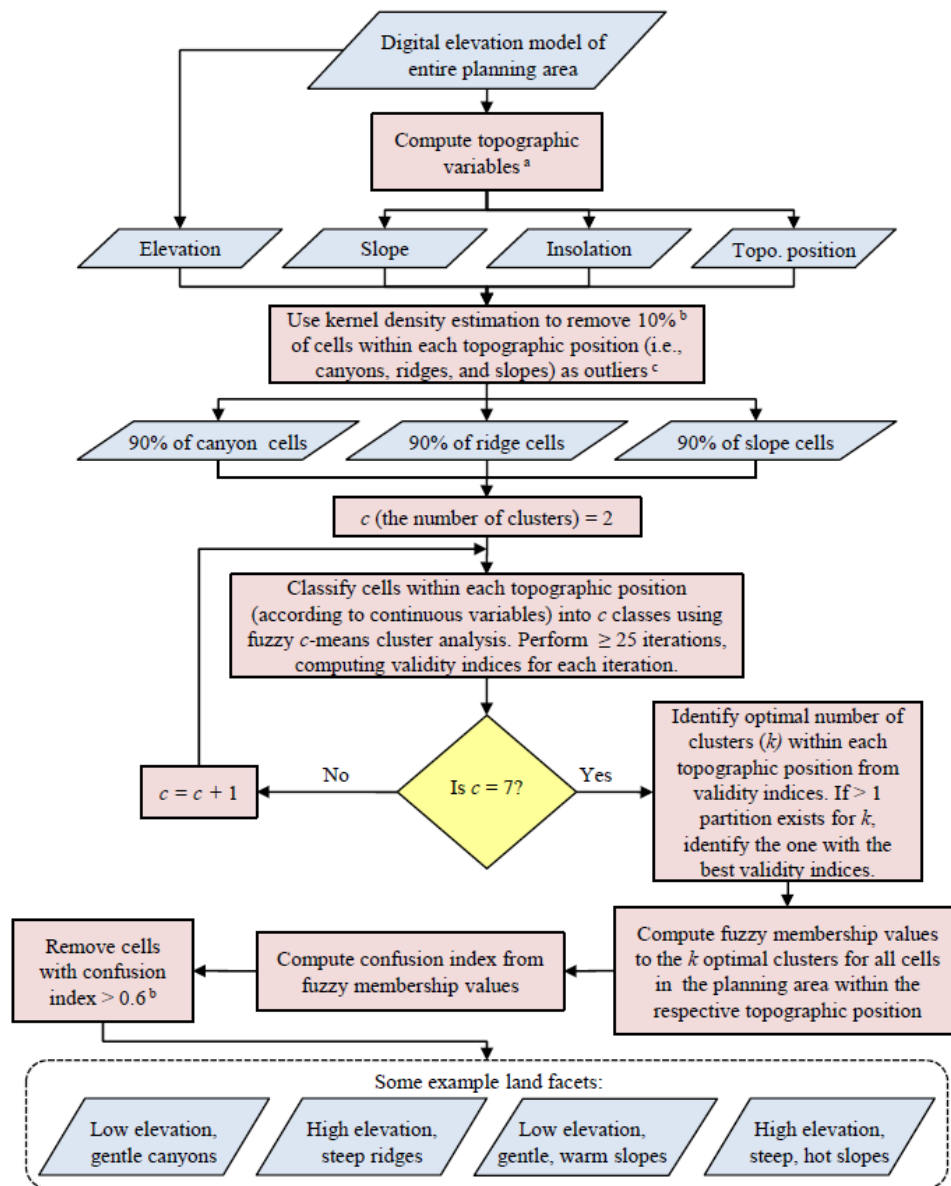 Digital elevation model of
entire planning area
Compute topographic
variables a
Elevation
Slope
Insolation
Topo. position
Use kernel density estimation to remove 10% b
of cells within each topographic position (i.e.,
canyons, ridges, and slopes) as outliers c
90% of canyon cells
90% of ridge cells
90% of slope cells
c (the number of clusters) = 2
Classify cells within each topographic position
(according to continuous variables) into c classes using
fuzzy c-means cluster analysis. Perform ≥ 25 iterations,
computing validity indices for each iteration.
Is c = 7?
No
Yes
c = c + 1
Identify optimal number of
clusters (k) within each
topographic position from
validity indices. If > 1
partition exists for k,
identify the one with the
best validity indices.
Compute fuzzy membership values
to the k optimal clusters for all cells
in the planning area within the
respective topographic position
Compute confusion index from
fuzzy membership values
Remove cells
with confusion
index > 0.6 b
Some example land facets:
Low elevation,
gentle canyons
High elevation,
steep ridges
Low elevation,
gentle, warm slopes
High elevation,
steep, hot slopes